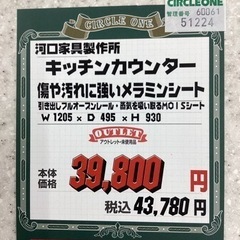 CIRCLE ONE
CIRCLEONE
管理番号 60061
51224
河口家具製作所
キッチンカウンター
傷や汚れに強いメラミンシート
引き出しフルオープンレール・蒸気を吸い取るMOISシート
W 1205 × D 495 × H 930
OUTLET
アウトレット・未使用品
本体価格 39,800 円
税込 43,780 円